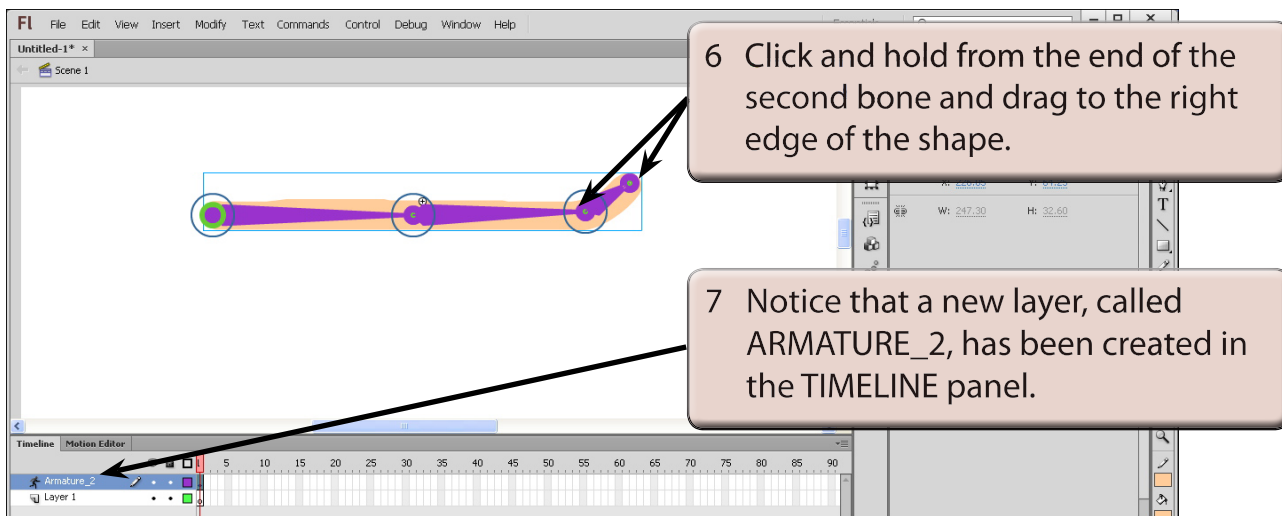 Fl File Edit View Insert Modify Text Commands Control Debug Window Help
Untitled-1* ×
Scene 1
6 Click and hold from the end of the
second bone and drag to the right
edge of the shape.
W: 247.30 H: 32.60
7 Notice that a new layer, called
ARMATURE_2, has been created in
the TIMELINE panel.
Timeline Motion Editor
1 5 10 15 20 25 30 35 40 45 50 55 60 65 70 75 80 85 90
Armature_2
Layer 1